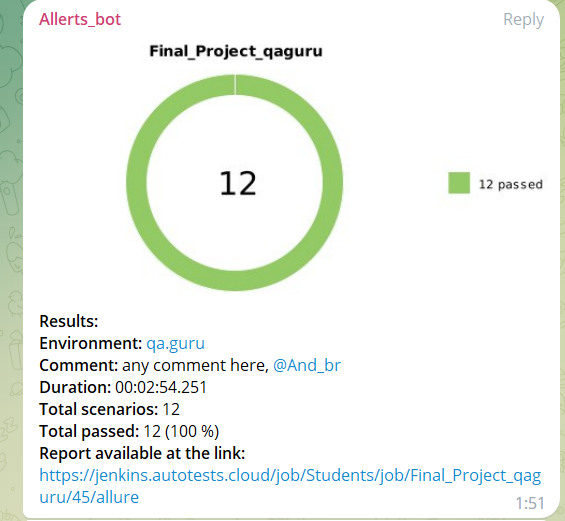 Allerts_bot
Reply
Final_Project_qaguru
12
12 passed
Results:
Environment: qa.guru
Comment: any comment here, @And_br
Duration: 00:02:54.251
Total scenarios: 12
Total passed: 12 (100 %)
Report available at the link:
https://jenkins.autotests.cloud/job/Students/job/Final_Project_qag
uru/45/allure
1:51